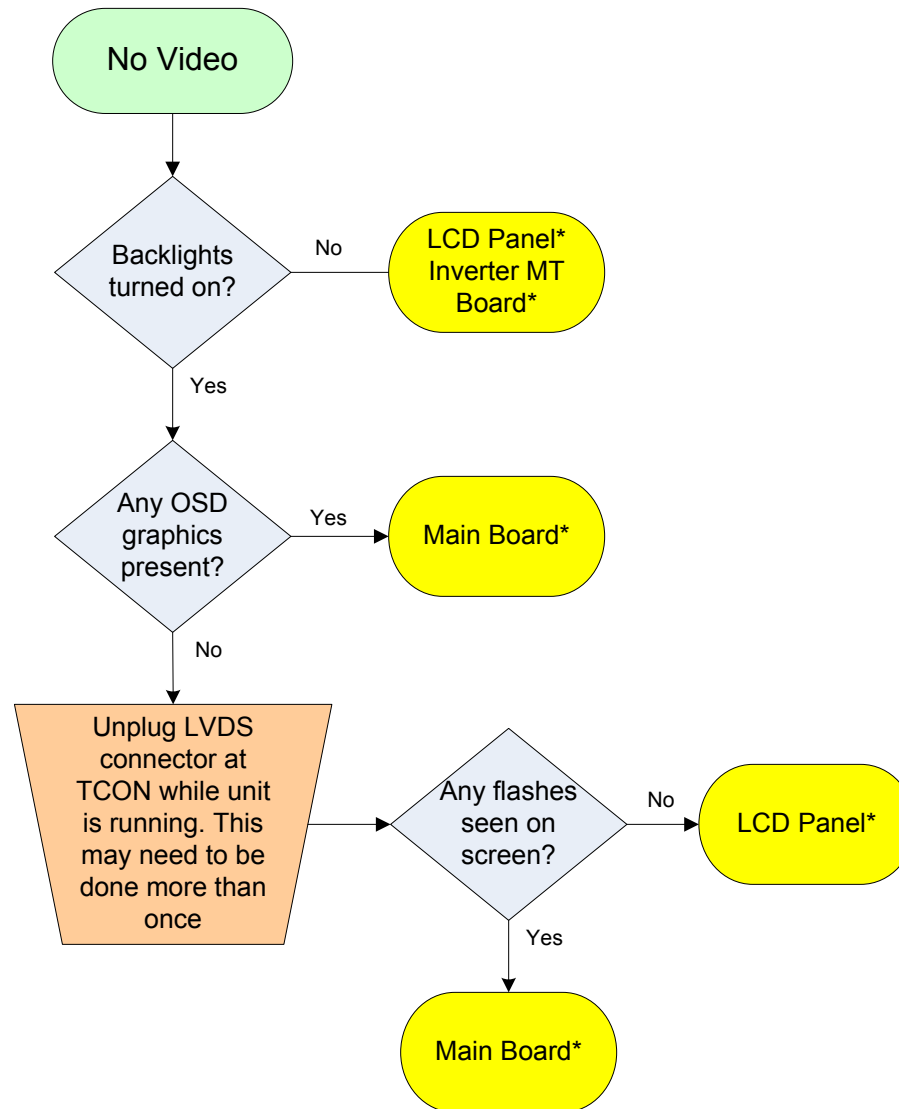 No Video
Backlights
turned on?
No
LCD Panel*
Inverter MT
Board*
Yes
Any OSD
graphics
present?
Yes
Main Board*
No
Unplug LVDS
connector at
TCON while unit
is running. This
may need to be
done more than
once
Any flashes
seen on
screen?
No
LCD Panel*
Yes
Main Board*